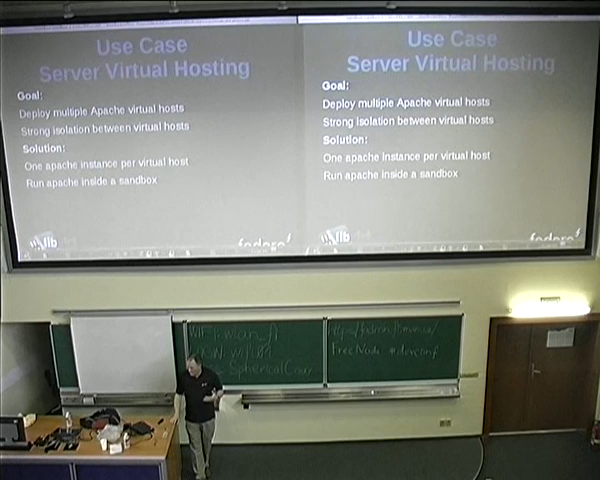 Use Case
Server Virtual Hosting
Goal:
Deploy multiple Apache virtual hosts
Strong isolation between virtual hosts
Solution:
One apache instance per virtual host
Run apache inside a sandbox
lib
fedora
Use Case
Server Virtual Hosting
Goal:
Deploy multiple Apache virtual hosts
Strong isolation between virtual hosts
Solution:
One apache instance per virtual host
Run apache inside a sandbox
lib
fedora
SphericalCow
FreeNode #devconf